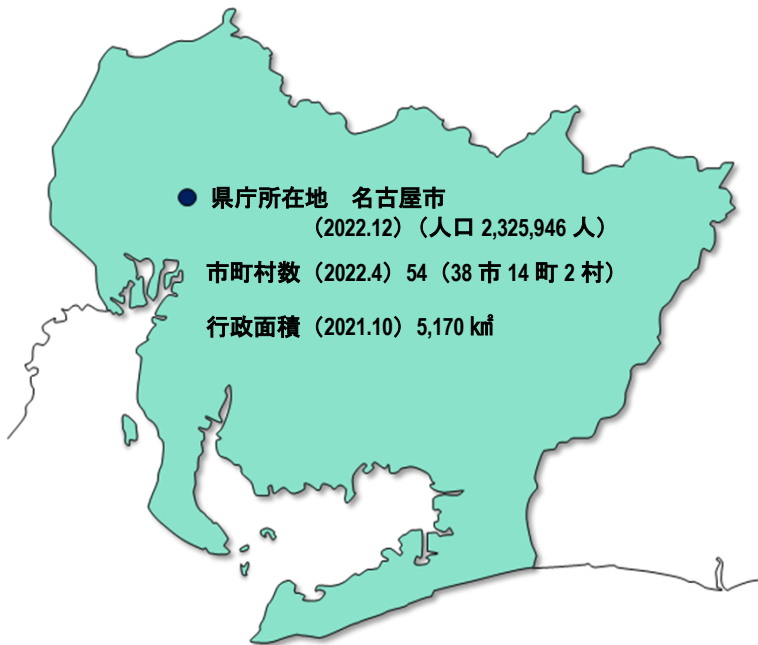 県庁所在地　名古屋市
（2022.12）（人口 2,325,946 人）
市町村数（2022.4）54（38 市 14 町 2 村）
行政面積（2021.10）5,170 ㎢